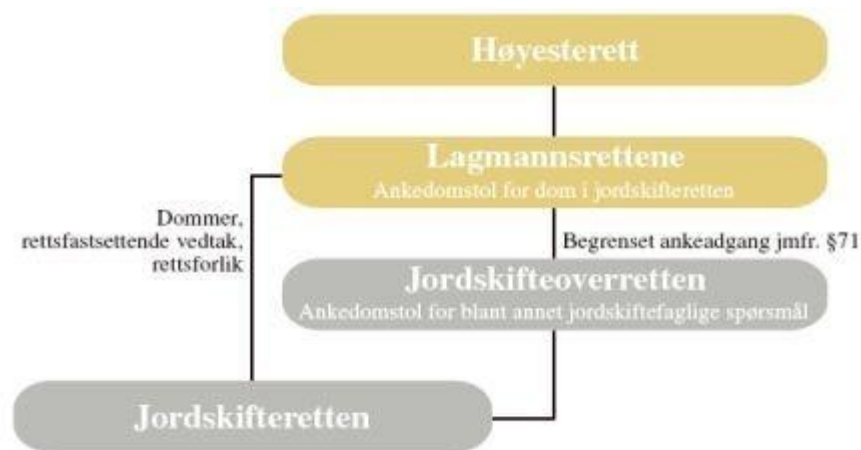 Høyesterett
Lagmannsrettene
Ankedomstol for dom i jordskifteretten
Dommer,
rettsfastsettende vedtak,
rettsforlik
Begrenset ankeadgang jmfr. §71
Jordskifteoverretten
Ankedomstol for blant annet jordskiftefaglige spørsmål
Jordskifteretten